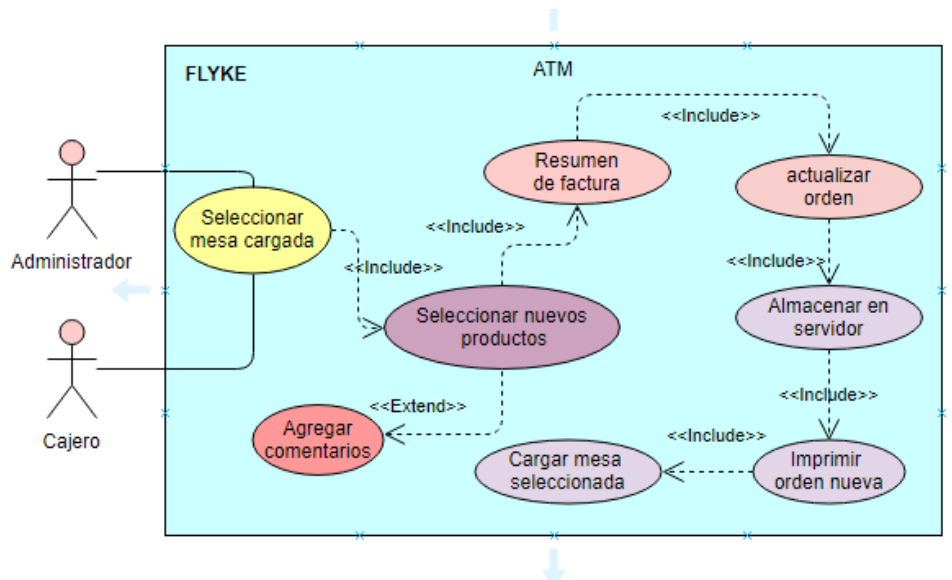 FLYKE
ATM
<<Include>>
Resumen
de factura
actualizar
orden
Seleccionar
mesa cargada
<<Include>>
Administrador
<<Include>>
<<Include>>
Seleccionar nuevos
productos
Almacenar en
servidor
<<Extend>>
<<Include>>
Cajero
Agregar
comentarios
<<Include>>
Cargar mesa
seleccionada
Imprimir
orden nueva